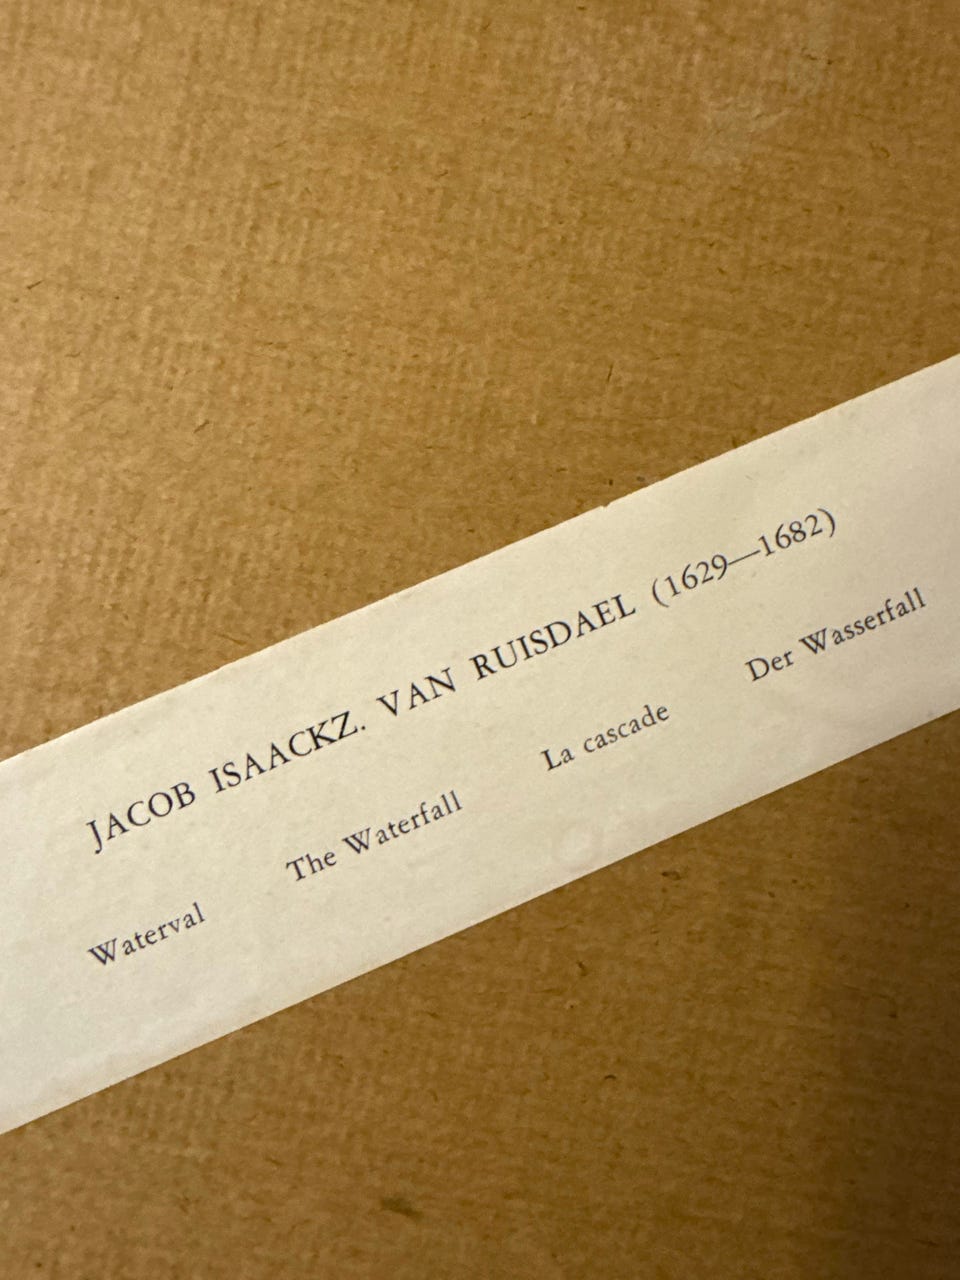 JACOB ISAACKZ. VAN RUISDAEL (1629—1682)
Waterval The Waterfall La cascade Der Wasserfall